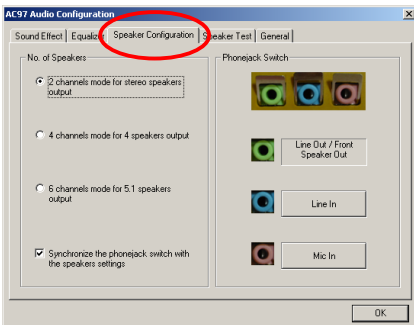 AC97 Audio Configuration
Sound Effect Equalizer Speaker Configuration Speaker Test General
No. of Speakers
2 channels mode for stereo speakers
output
4 channels mode for 4 speakers output
6 channels mode for 5.1 speakers
output
Synchronize the phonejack switch with
the speakers settings
Phonejack Switch
Line Out / Front
Speaker Out
Line In
Mic In
OK